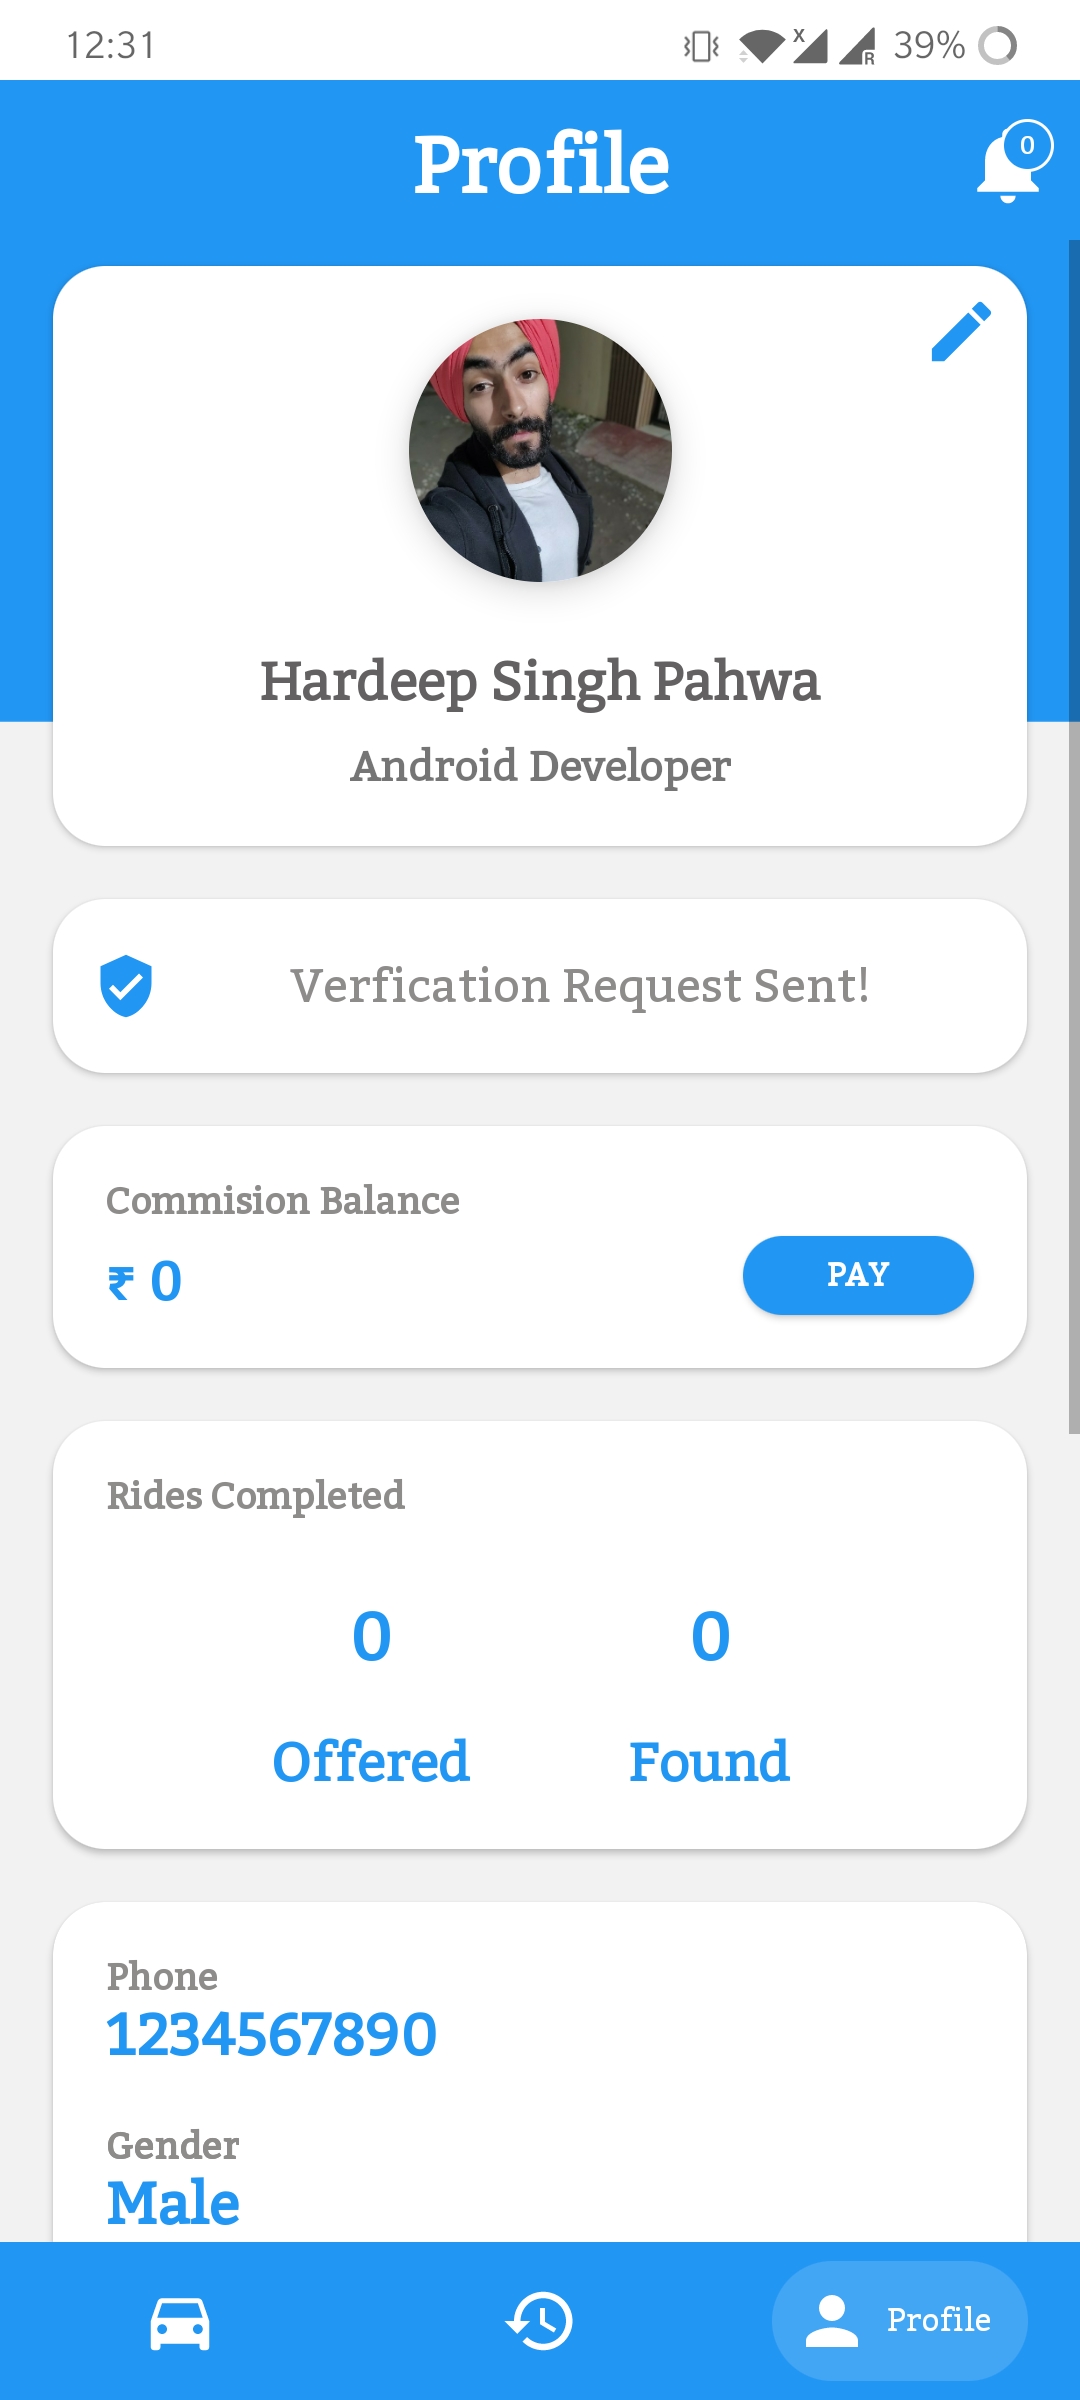 12:31
X
R
39%
Profile
0
Hardeep Singh Pahwa
Android Developer
Verfication Request Sent!
Commision Balance
₹ 0
PAY
Rides Completed
0 0
Offered Found
Phone
1234567890
Gender
Male
Profile